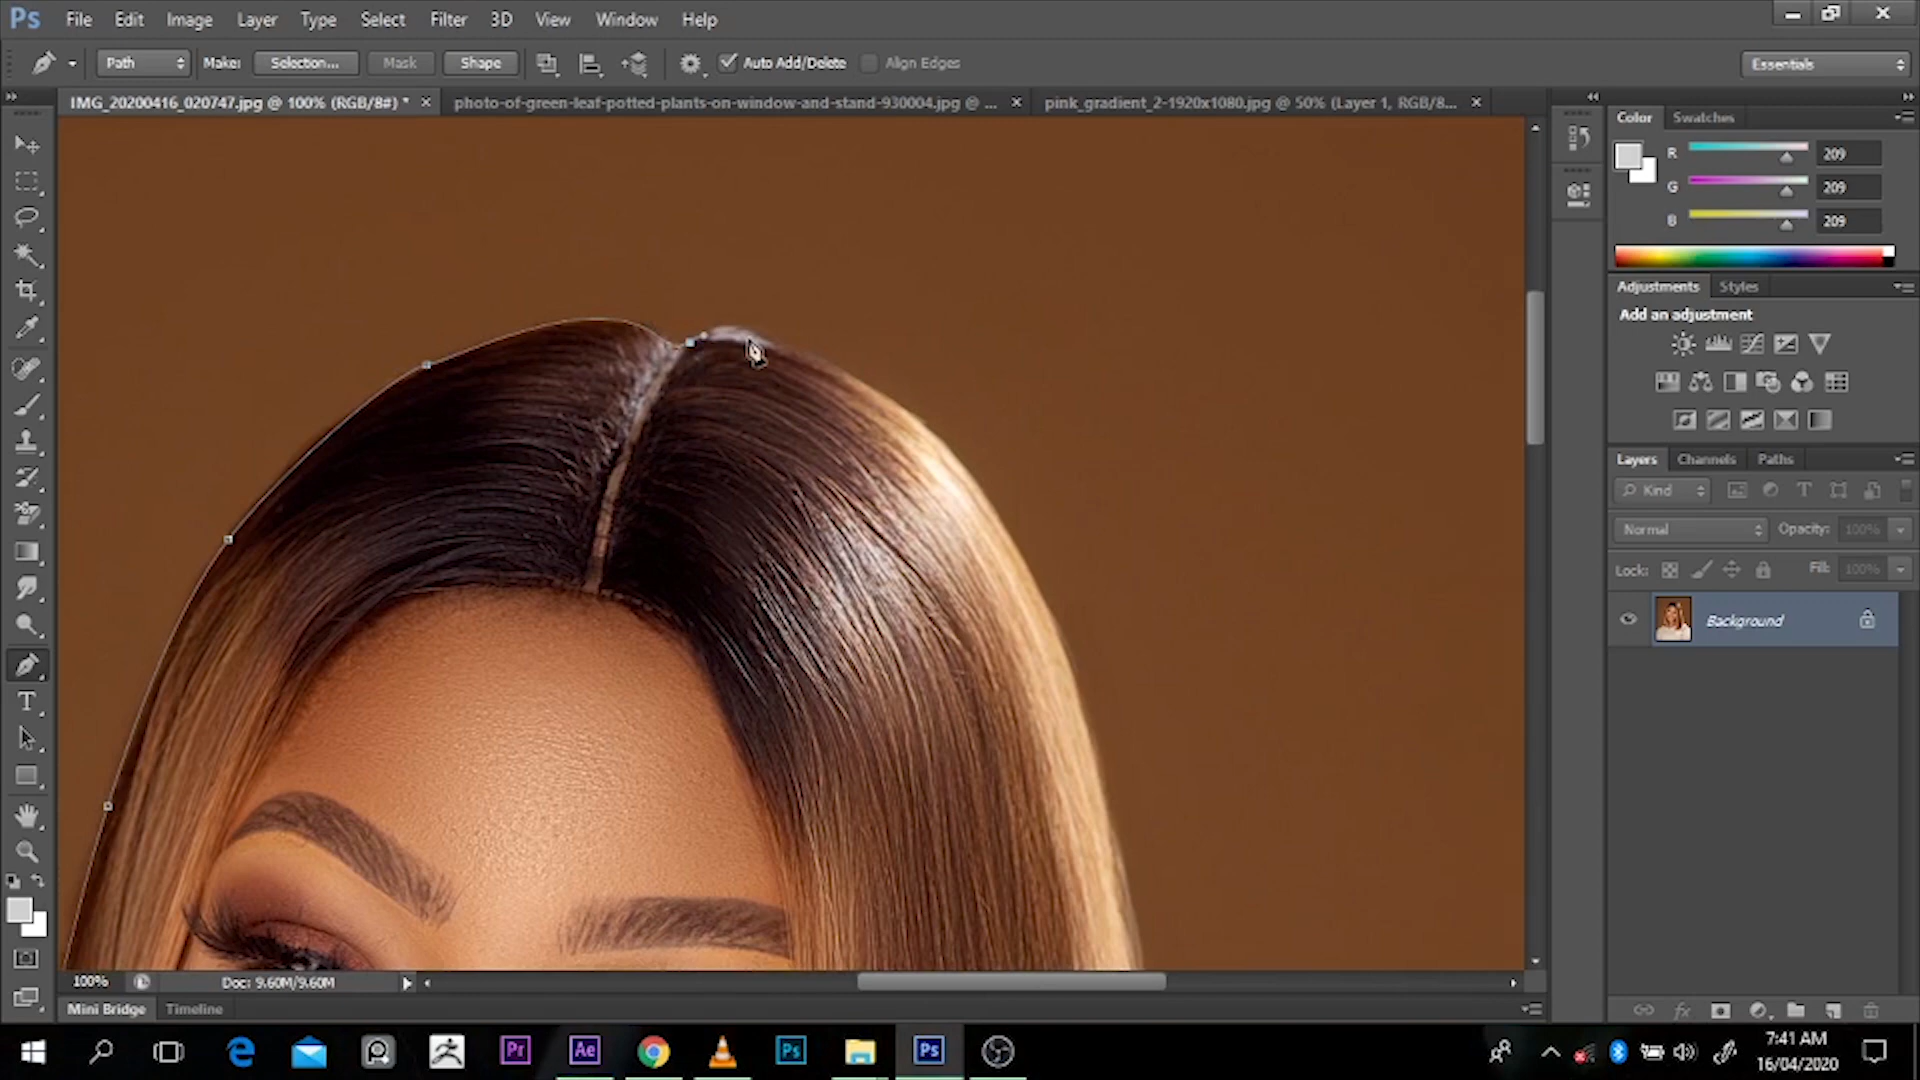 Ps File Edit Image Layer Type Select Filter 3D View Window Help
Path Make: Selection... Mask Shape Auto Add/Delete Align Edges Essentials
IMG_20200416_020747.jpg @ 100% (RGB/8#) * photo-of-green-leaf-potted-plants-on-window-and-stand-930004.jpg @ ... pink_gradient_2-1920x1080.jpg @ 50% (Layer 1, RGB/8...
Color Swatches
R 209
G 209
B 209
Adjustments Styles
Add an adjustment
Layers Channels Paths
Kind
Normal Opacity: 100%
Lock: Fill: 100%
Background
100% Doc: 9.60M/9.60M
Mini Bridge Timeline
Pr Ae Ps Ps
7:41 AM
16/04/2020